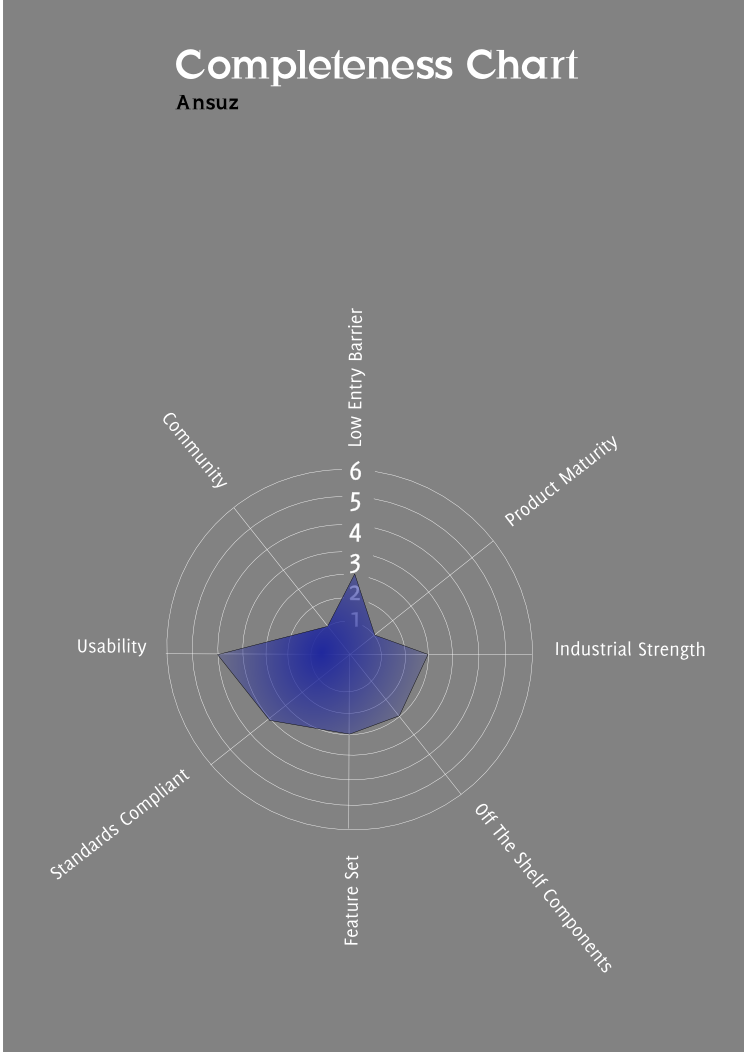 Completeness Chart
Ansuz
Low Entry Barrier
Community
Product Maturity
6
5
4
3
2
1
Usability
Industrial Strength
Standards Compliant
Off The Shelf Components
Feature Set